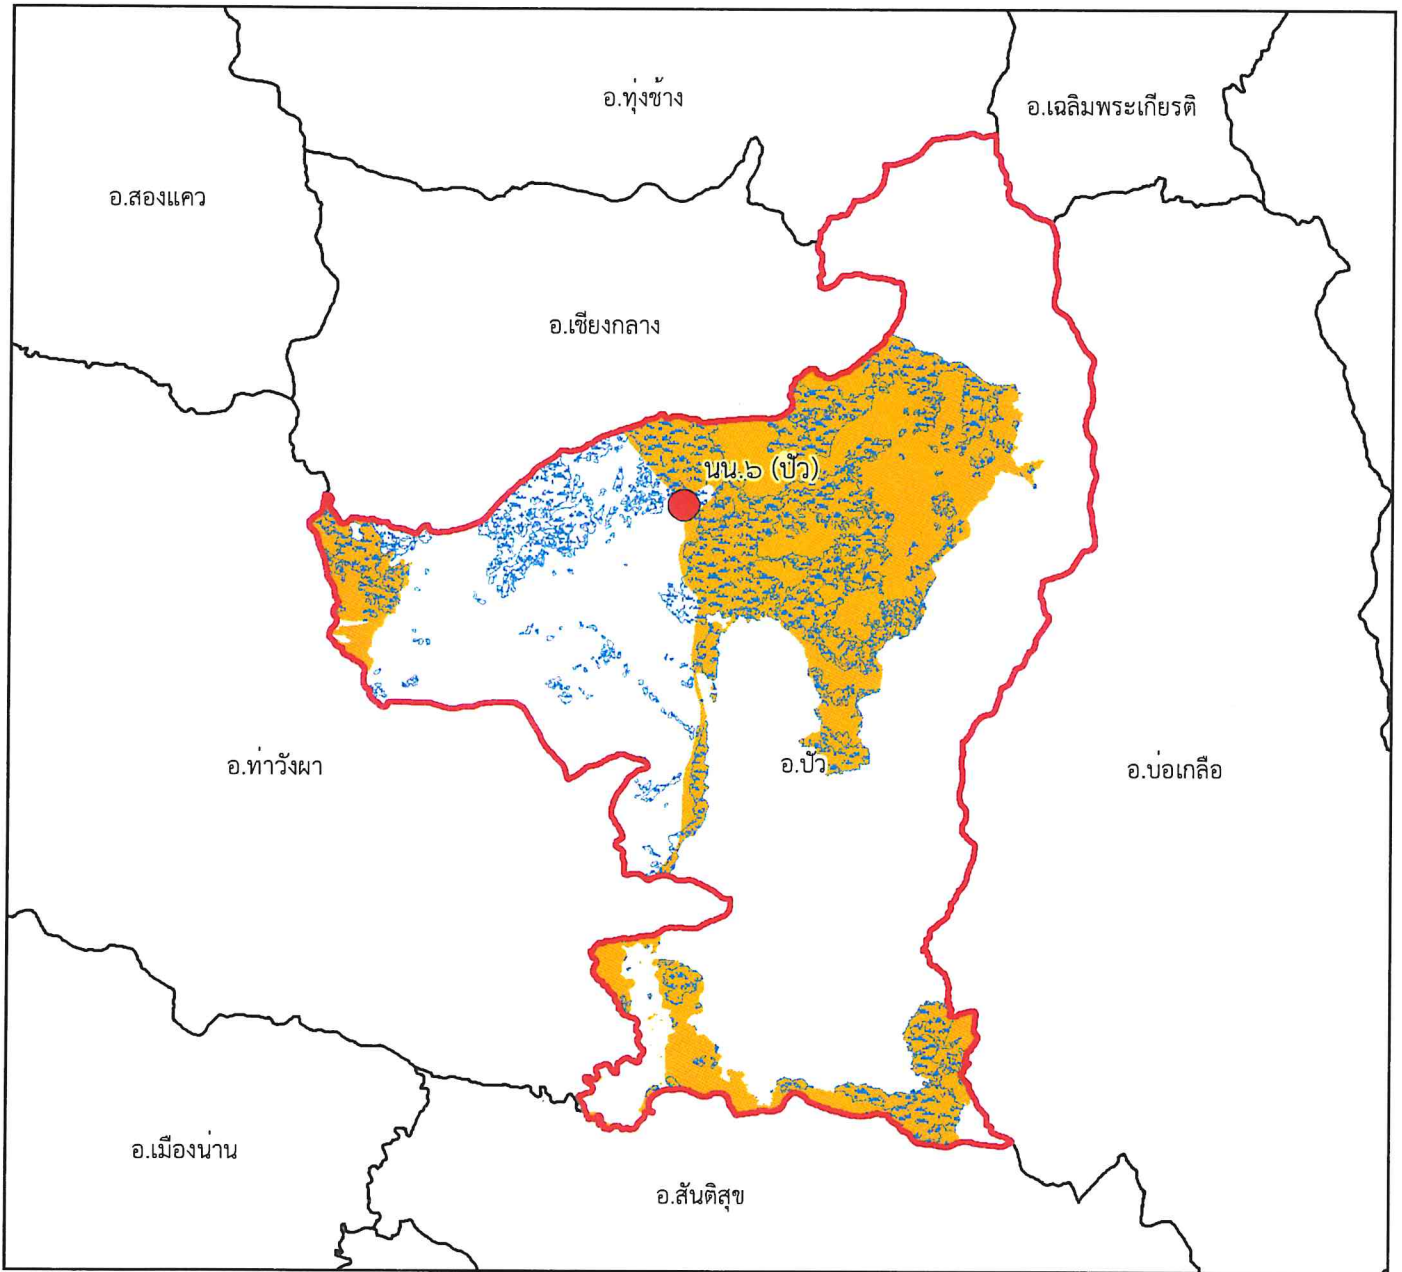 อ.ทุ่งช้าง
อ.เฉลิมพระเกียรติ
อ.สองแคว
อ.เชียงกลาง
นน.๖ (ปัว)
อ.ท่าวังผา
อ.ปัว
อ.บ่อเกลือ
อ.เมืองน่าน
อ.สันติสุข